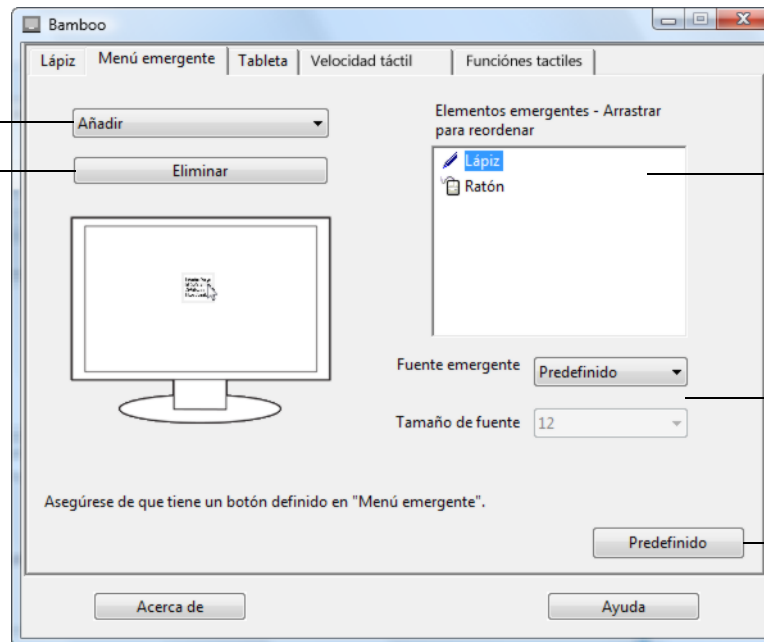 Bamboo
Lápiz Menú emergente Tableta Velocidad táctil Funciónes tactiles
Añadir
Eliminar
Elementos emergentes - Arrastrar
para reordenar
Lápiz
Ratón
Fuente emergente Predefinido
Tamaño de fuente 12
Asegúrese de que tiene un botón definido en "Menú emergente".
Predefinido
Acerca de Ayuda